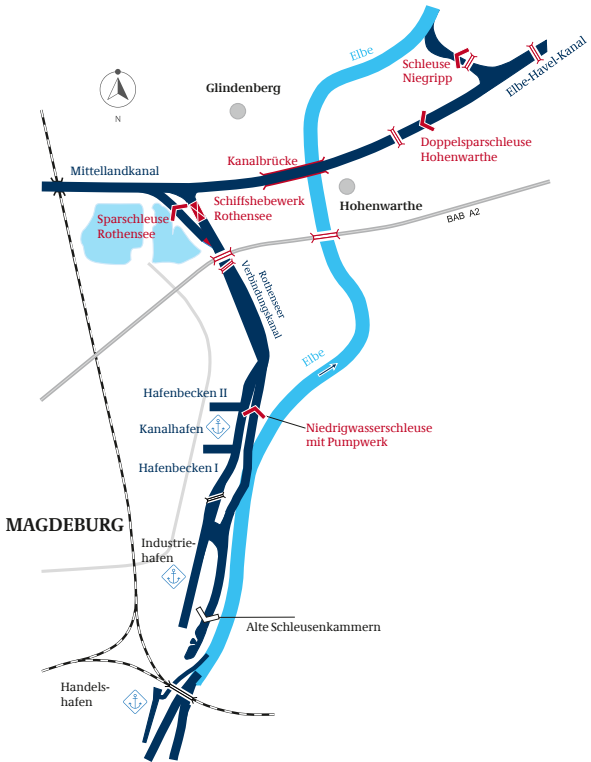 Elbe
Schleuse
Niegripp
Elbe-Havel-Kanal
Glindenberg
N
Doppelsparschleuse
Hohenwarthe
Kanalbrücke
Mittellandkanal
Schiffshebewerk
Rothensee
Hohenwarthe
Sparschleuse
Rothensee
BAB A2
Rothenseer
Verbindungskanal
Elbe
Hafenbecken II
Kanalhafen
Niedrigwasserschleuse
mit Pumpwerk
Hafenbecken I
MAGDEBURG
Industrie-
hafen
Alte Schleusenkammern
Handels-
hafen